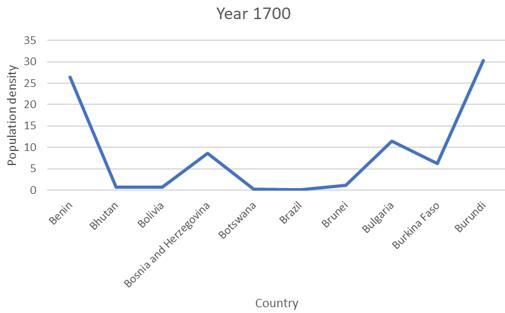 Year 1700
Population density
35
30
25
20
15
10
5
0
Benin
Bhutan
Bolivia
Bosnia and Herzegovina
Botswana
Brazil
Brunei
Bulgaria
Burkina Faso
Burundi
Country